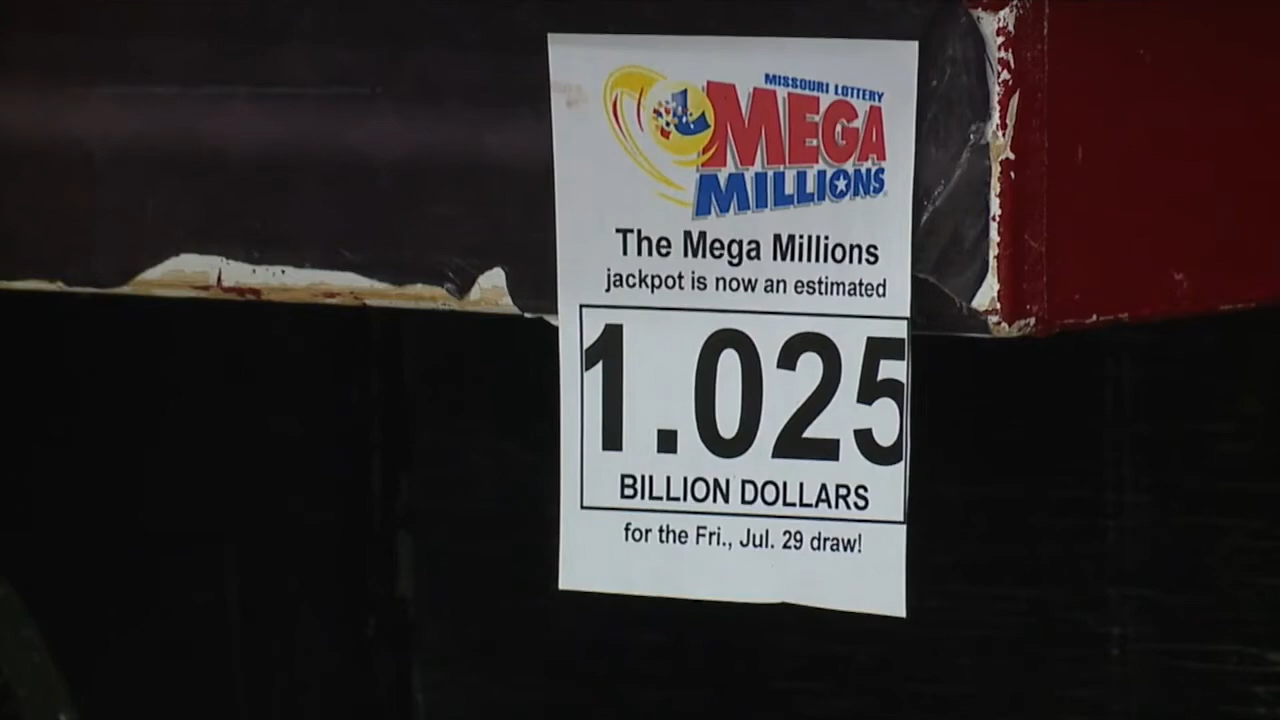 MISSOURI LOTTERY
MEGA
MILLIONS
The Mega Millions
jackpot is now an estimated
1.025
BILLION DOLLARS
for the Fri., Jul. 29 draw!